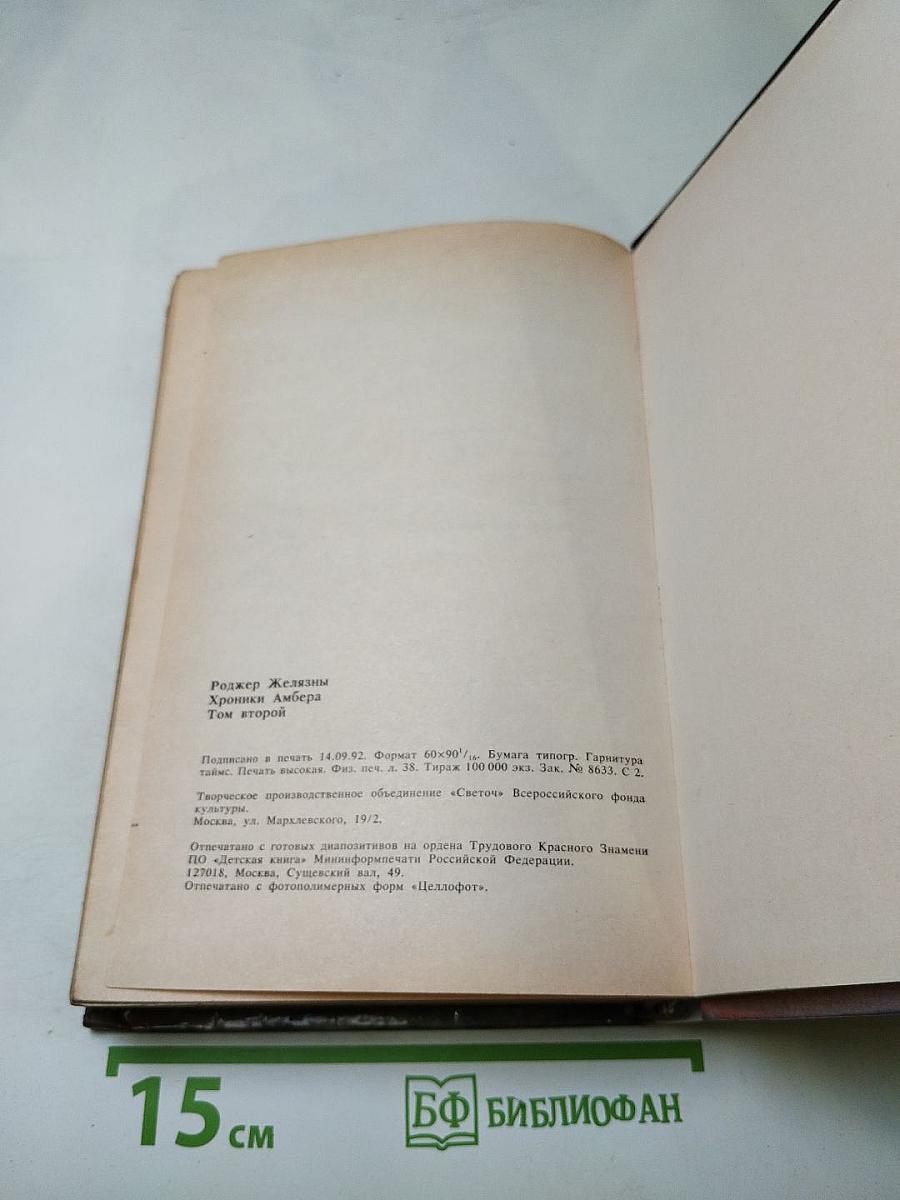 Роджер Желязны
Хроники Амбера
Том второй
Подписано в печать 14.09.92. Формат 60×90¹/₁₆. Бумага типогр. Гарнитура
таймс. Печать высокая. Физ. печ. л. 38. Тираж 100 000 экз. Зак. № 8633. С 2.
Творческое производственное объединение «Светоч» Всероссийского фонда
культуры.
Москва, ул. Мархлевского, 19/2.
Отпечатано с готовых диапозитивов на ордена Трудового Красного Знамени
ПО «Детская книга» Мининформпечати Российской Федерации.
127018, Москва, Сущевский вал, 49.
Отпечатано с фотополимерных форм «Целлофот».
15 см
БФ БИБЛИОФАН